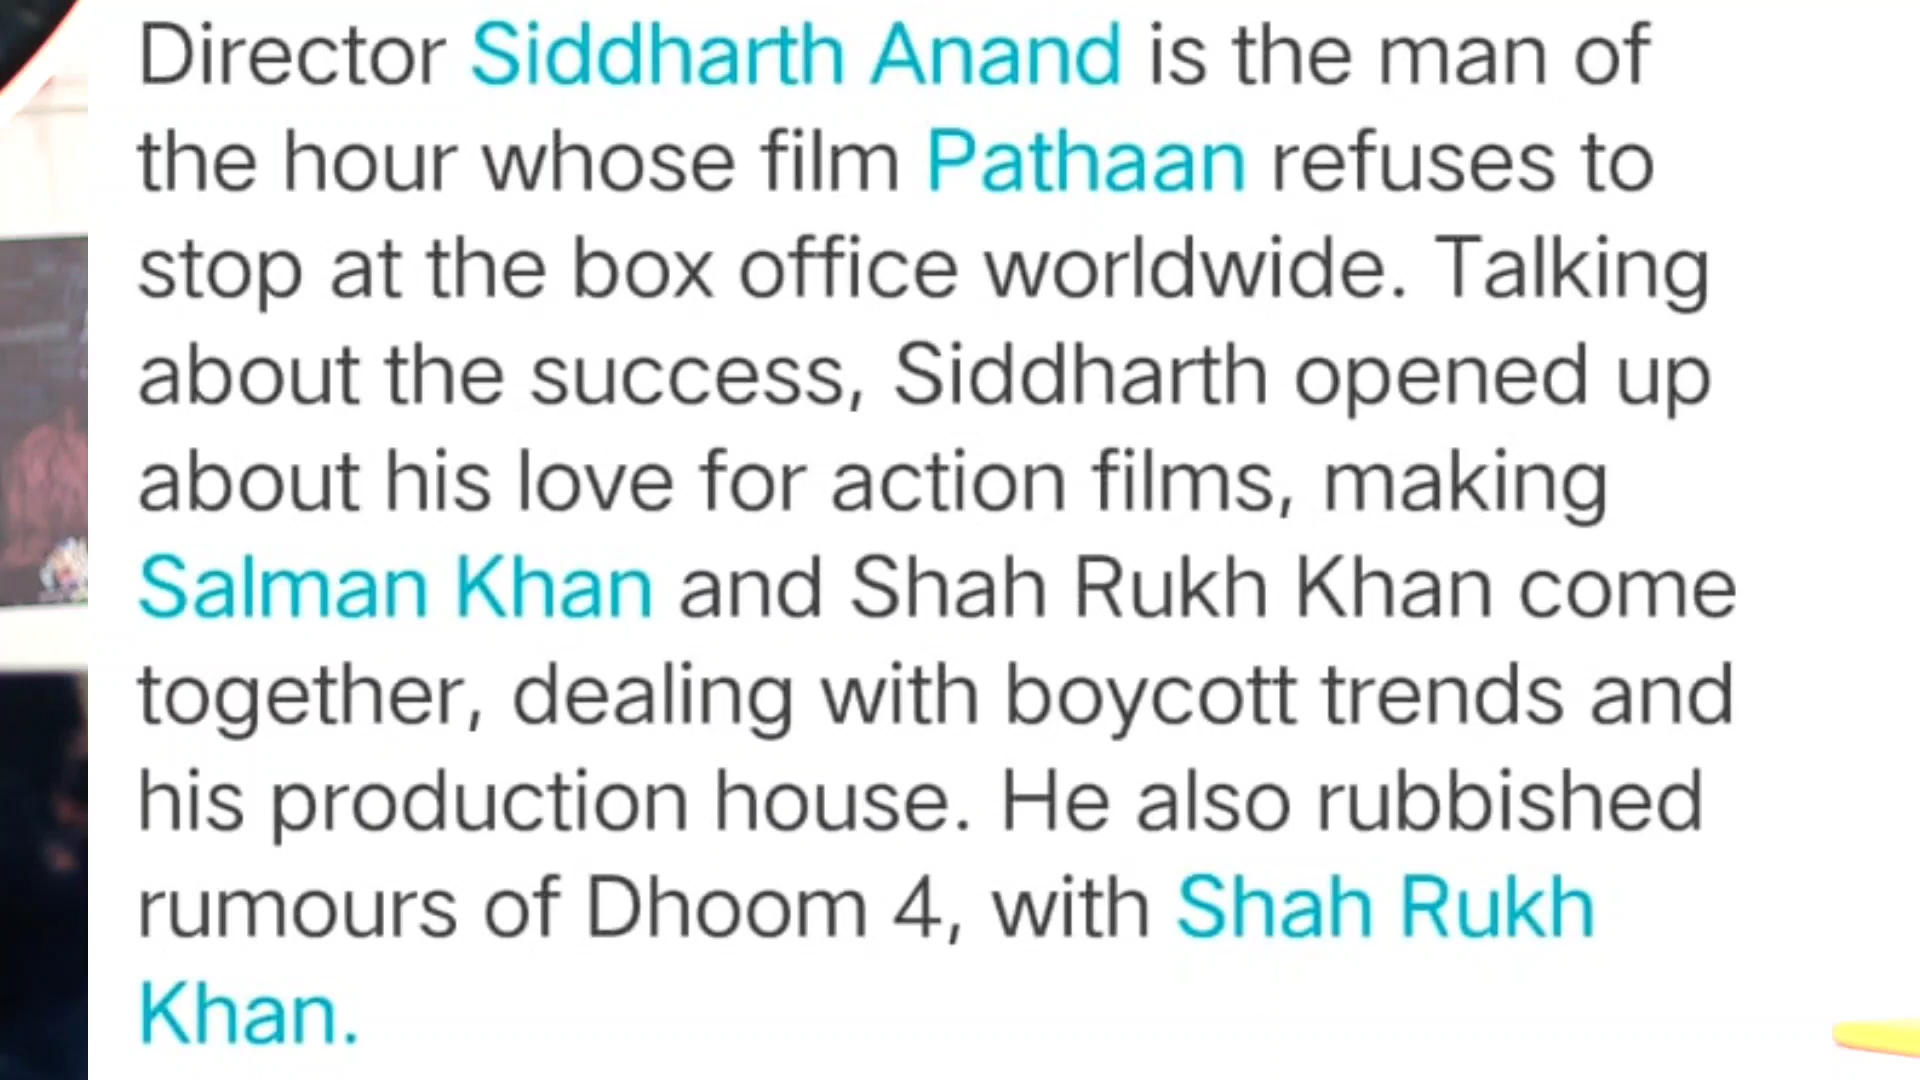 Director Siddharth Anand is the man of
the hour whose film Pathaan refuses to
stop at the box office worldwide. Talking
about the success, Siddharth opened up
about his love for action films, making
Salman Khan and Shah Rukh Khan come
together, dealing with boycott trends and
his production house. He also rubbished
rumours of Dhoom 4, with Shah Rukh
Khan.